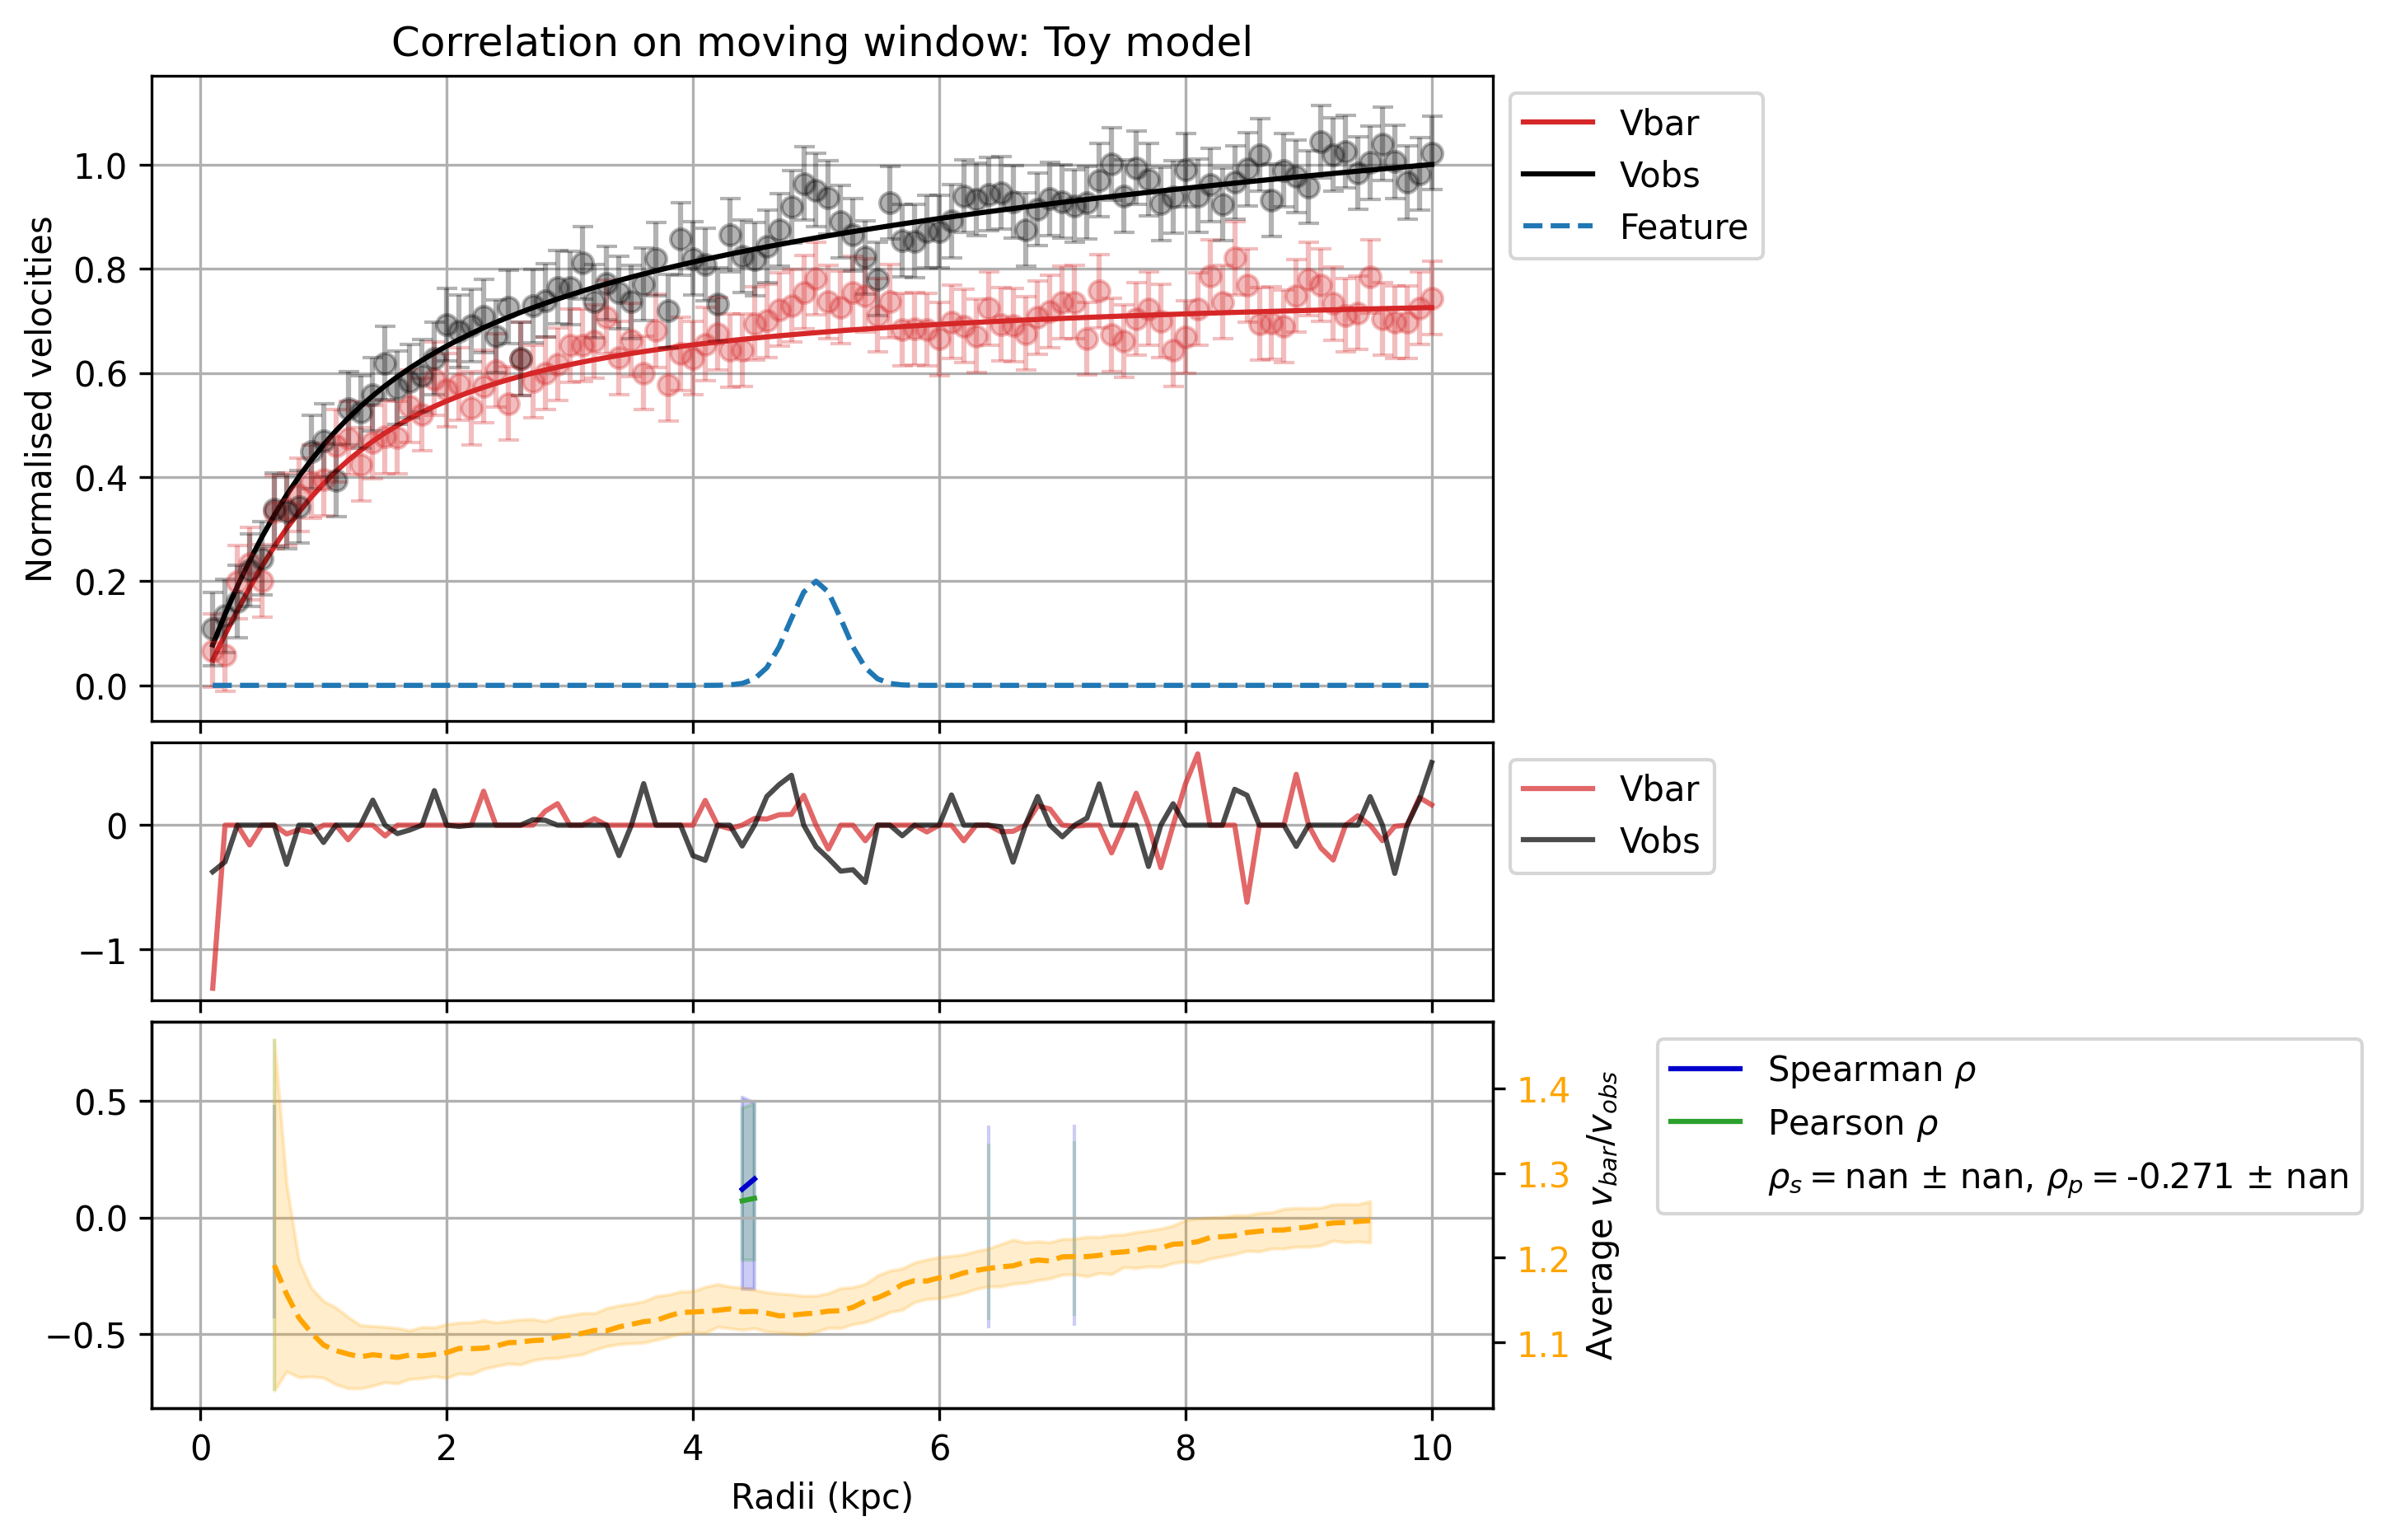 Correlation on moving window: Toy model
Normalised velocities
1.0
0.8
0.6
0.4
0.2
0.0
Vbar
Vobs
Feature
0
−1
Vbar
Vobs
0.5
0.0
−0.5
1.4
1.3
1.2
1.1
Average v_bar/v_obs
Spearman ρ
Pearson ρ
ρ_s = nan ± nan, ρ_p = -0.271 ± nan
0 2 4 6 8 10
Radii (kpc)